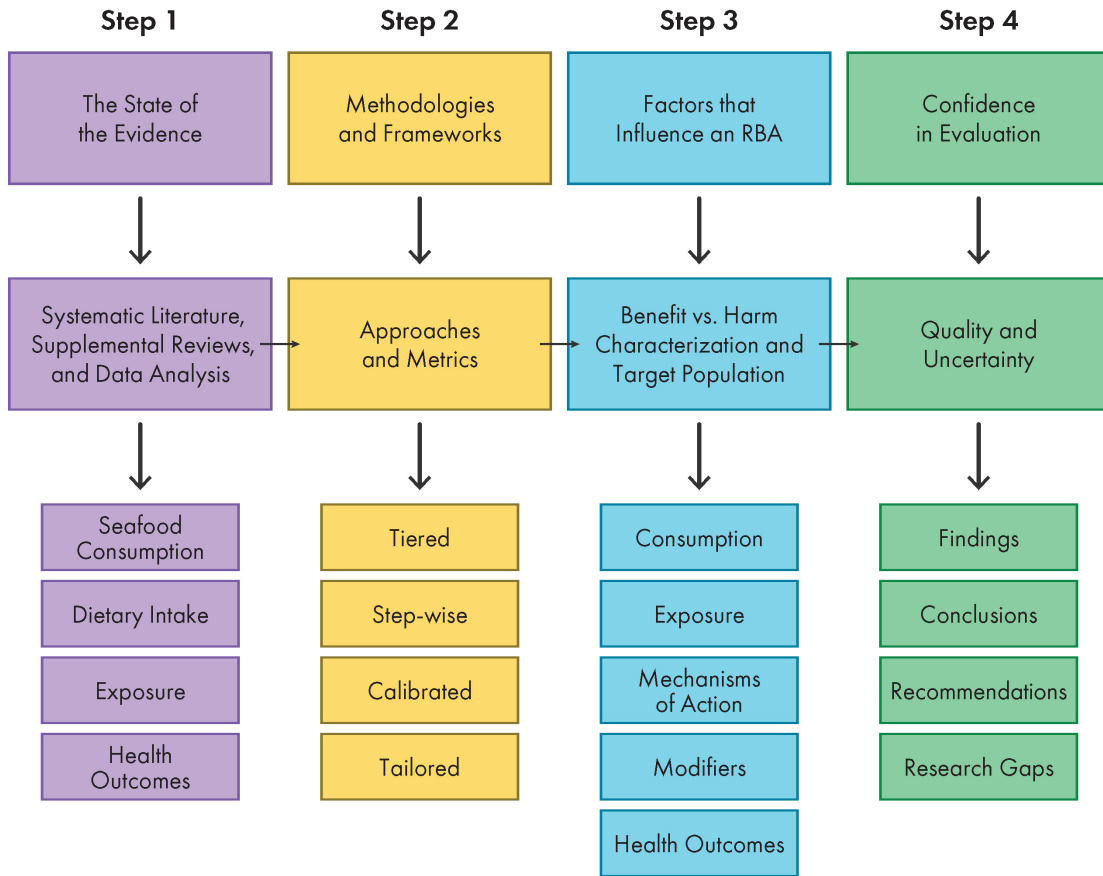 Step 1
Step 2
Step 3
Step 4
The State of
the Evidence
Methodologies
and Frameworks
Factors that
Influence an RBA
Confidence
in Evaluation
Systematic Literature,
Supplemental Reviews,
and Data Analysis
Approaches
and Metrics
Benefit vs. Harm
Characterization and
Target Population
Quality and
Uncertainty
Seafood
Consumption
Dietary Intake
Exposure
Health
Outcomes
Tiered
Step-wise
Calibrated
Tailored
Consumption
Exposure
Mechanisms
of Action
Modifiers
Health Outcomes
Findings
Conclusions
Recommendations
Research Gaps